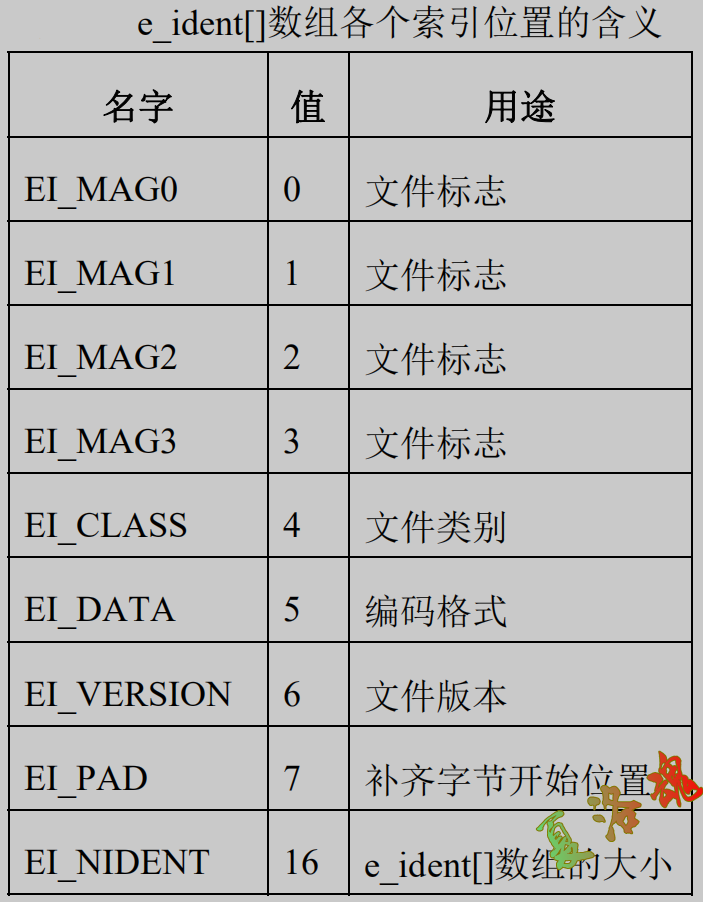 e_ident[]数组各个索引位置的含义
名字 值 用途
EI_MAG0 0 文件标志
EI_MAG1 1 文件标志
EI_MAG2 2 文件标志
EI_MAG3 3 文件标志
EI_CLASS 4 文件类别
EI_DATA 5 编码格式
EI_VERSION 6 文件版本
EI_PAD 7 补齐字节开始位置
EI_NIDENT 16 e_ident[]数组的大小